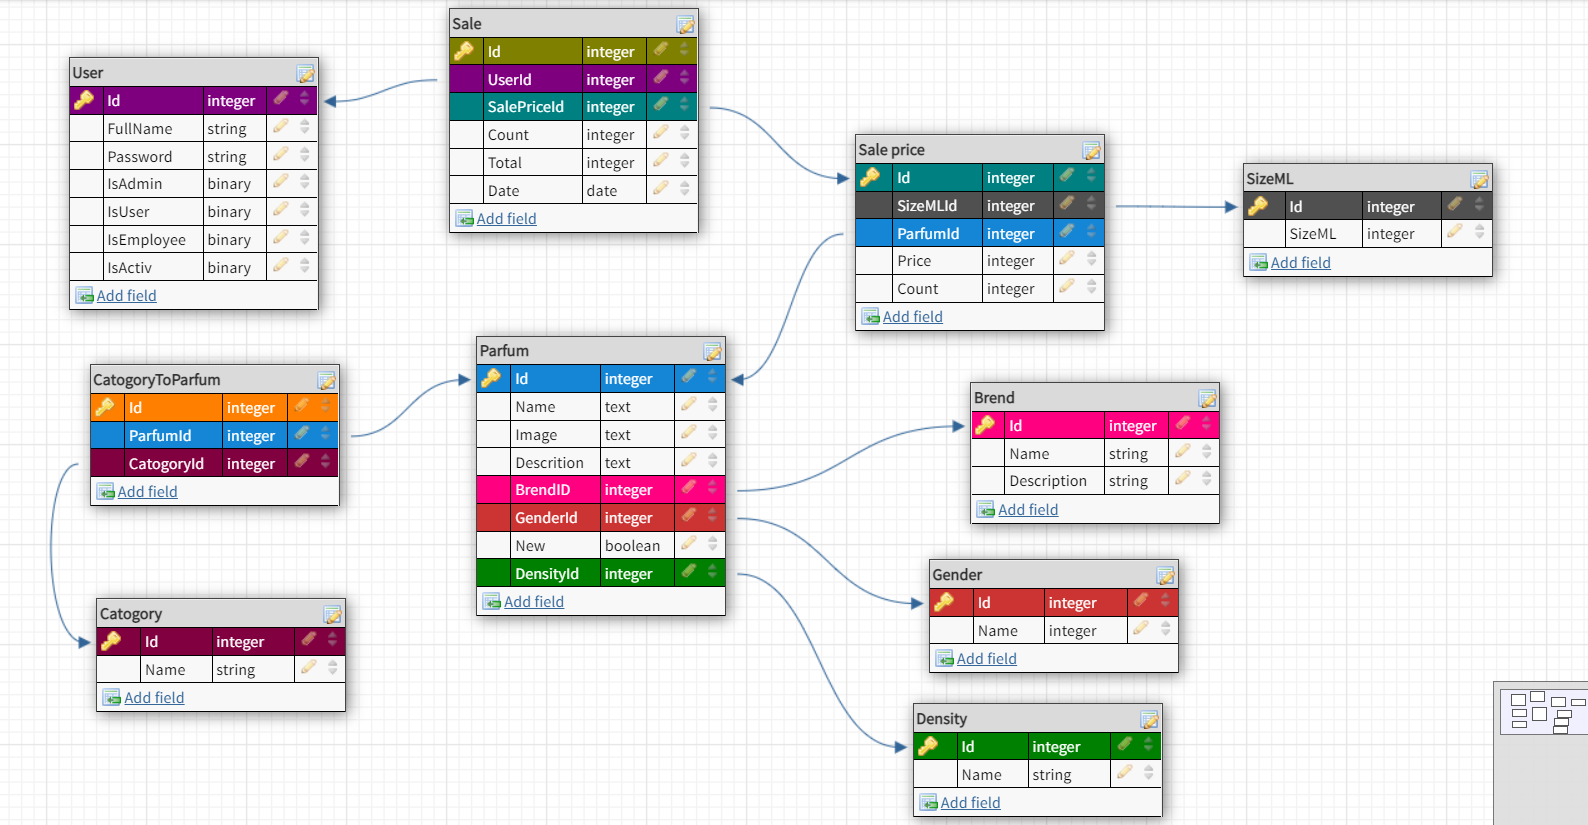 User
Id integer
FullName string
Password string
IsAdmin binary
IsUser binary
IsEmployee binary
IsActiv binary
Add field
Sale
Id integer
UserId integer
SalePriceId integer
Count integer
Total integer
Date date
Add field
Sale price
Id integer
SizeMLId integer
ParfumId integer
Price integer
Count integer
Add field
SizeML
Id integer
SizeML integer
Add field
CatogoryToParfum
Id integer
ParfumId integer
CatogoryId integer
Add field
Parfum
Id integer
Name text
Image text
Descrition text
BrendID integer
GenderId integer
New boolean
DensityId integer
Add field
Brend
Id integer
Name string
Description string
Add field
Catogory
Id integer
Name string
Add field
Gender
Id integer
Name integer
Add field
Density
Id integer
Name string
Add field